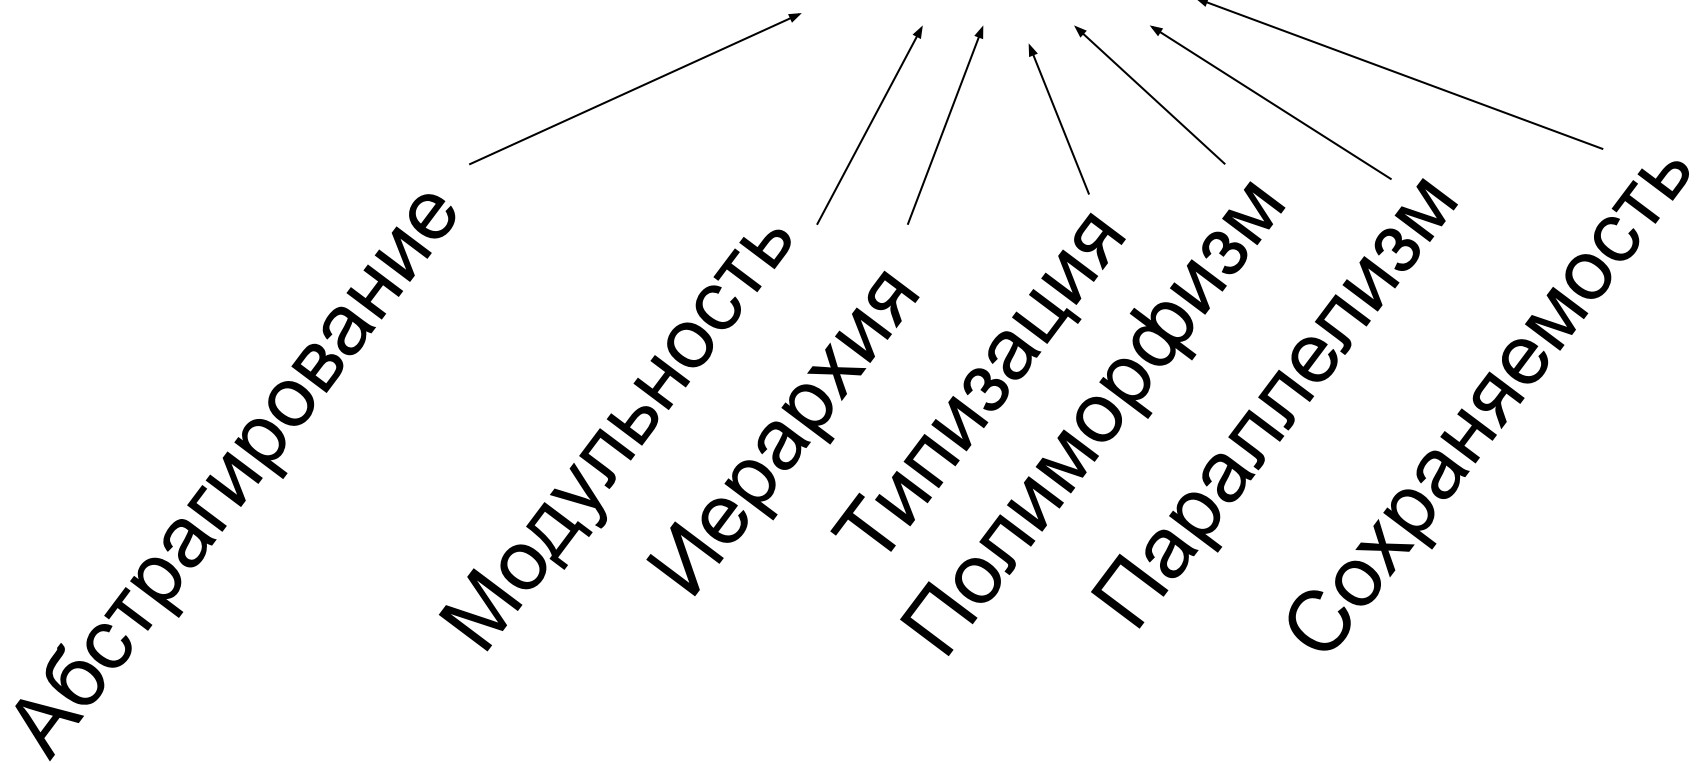 Абстрагирование
Модульность
Иерархия
Типизация
Полиморфизм
Параллелизм
Сохраняемость